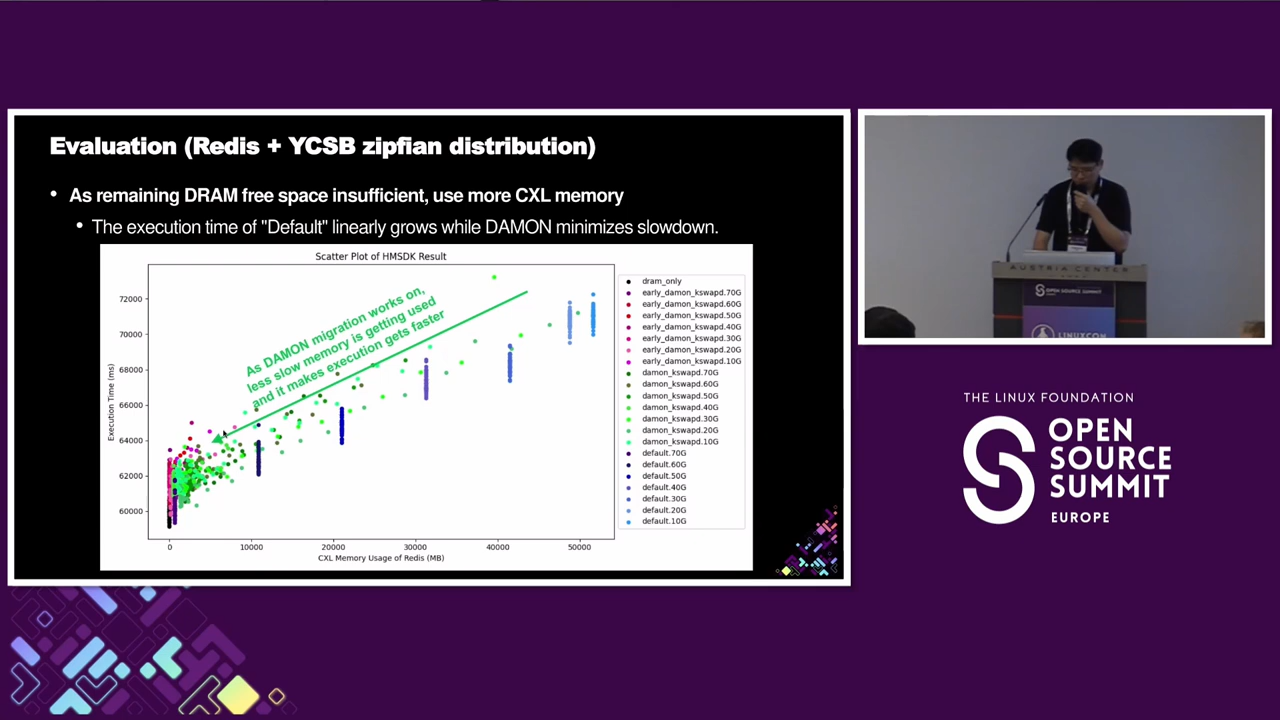 Evaluation (Redis + YCSB zipfian distribution)
• As remaining DRAM free space insufficient, use more CXL memory
• The execution time of "Default" linearly grows while DAMON minimizes slowdown.
Scatter Plot of HMSDK Result
As DAMON migration works on,
less slow memory is getting used
and it makes execution gets faster
Execution Time (ms)
72000
70000
68000
66000
64000
62000
60000
0
10000
20000
30000
40000
50000
CXL Memory Usage of Redis (MB)
dram_only
early_damon_kswapd.70G
early_damon_kswapd.60G
early_damon_kswapd.50G
early_damon_kswapd.40G
early_damon_kswapd.30G
early_damon_kswapd.20G
early_damon_kswapd.10G
damon_kswapd.70G
damon_kswapd.60G
damon_kswapd.50G
damon_kswapd.40G
damon_kswapd.30G
damon_kswapd.20G
damon_kswapd.10G
default.70G
default.60G
default.50G
default.40G
default.30G
default.20G
default.10G
AUSTRIA CENTER
OPEN SOURCE SUMMIT
LINUXCON
THE LINUX FOUNDATION
OPEN
SOURCE
SUMMIT
EUROPE